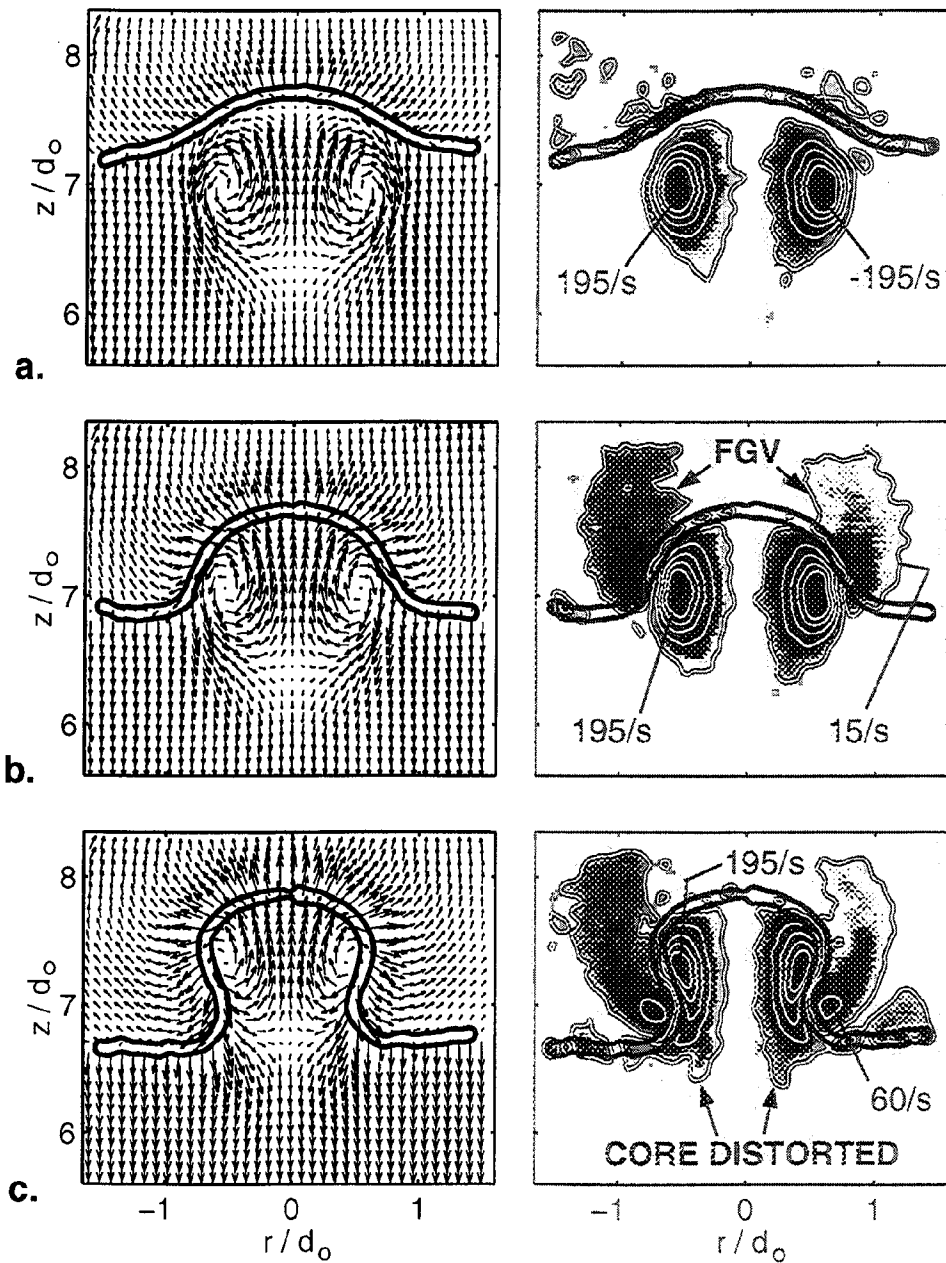 8
z / do
7
6
195/s
-195/s
a.
8
z / do
7
6
FGV
195/s
15/s
b.
8
z / do
7
6
195/s
60/s
CORE DISTORTED
c.
-1 0 1
r / do
-1 0 1
r / do